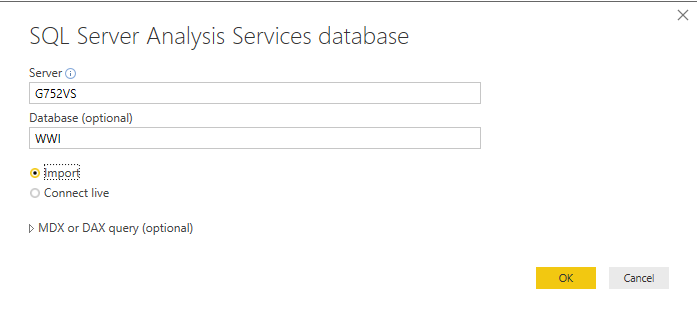 SQL Server Analysis Services database
Server
G752VS
Database (optional)
WWI
Import
Connect live
MDX or DAX query (optional)
OK Cancel